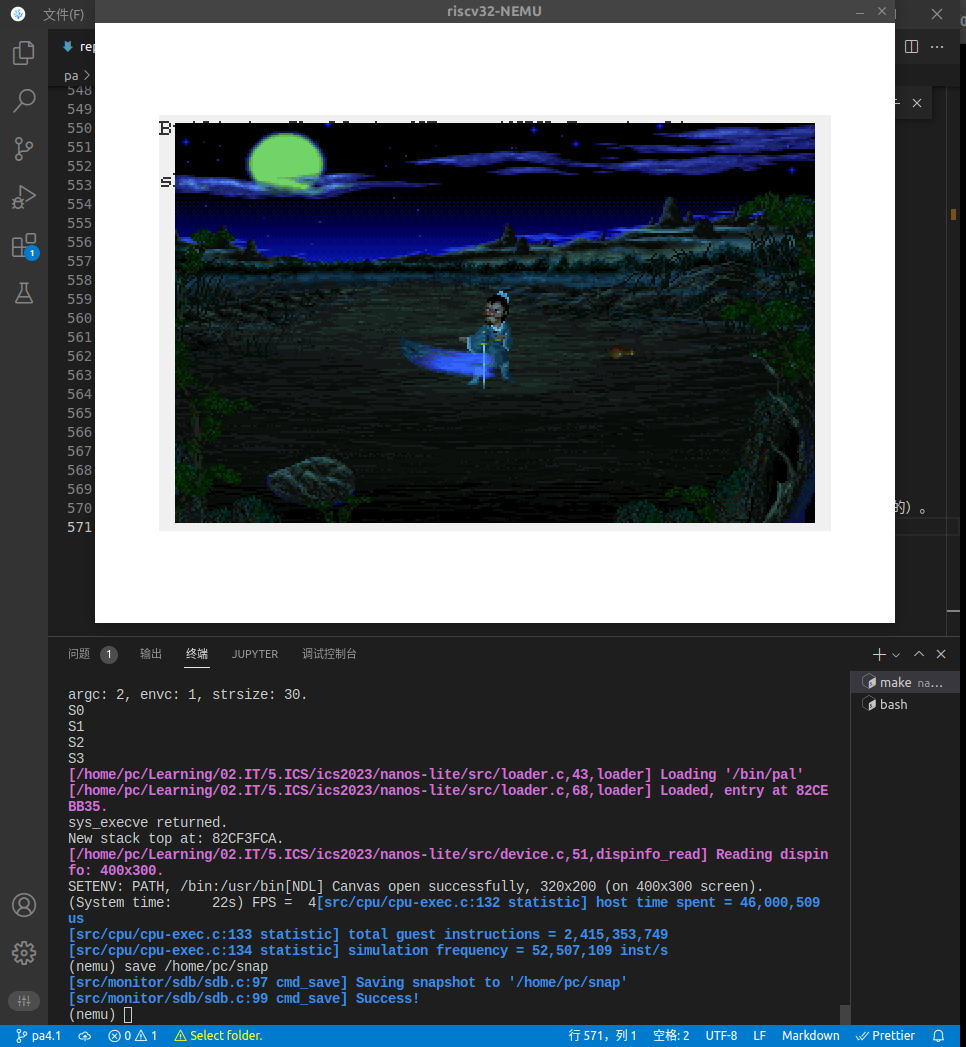 文件(F)
riscv32-NEMU
rep
pa
548
549
550
551
552
553
554
555
556
557
558
559
560
561
562
563
564
565
566
567
568
569
570
571
的）。
1
问题 1 输出 终端 JUPYTER 调试控制台
make na...
bash
argc: 2, envc: 1, strsize: 30.
S0
S1
S2
S3
[/home/pc/Learning/02.IT/5.ICS/ics2023/nanos-lite/src/loader.c,43,loader] Loading '/bin/pal'
[/home/pc/Learning/02.IT/5.ICS/ics2023/nanos-lite/src/loader.c,68,loader] Loaded, entry at 82CE
BB35.
sys_execve returned.
New stack top at: 82CF3FCA.
[/home/pc/Learning/02.IT/5.ICS/ics2023/nanos-lite/src/device.c,51,dispinfo_read] Reading dispin
fo: 400x300.
SETENV: PATH, /bin:/usr/bin[NDL] Canvas open successfully, 320x200 (on 400x300 screen).
(System time: 22s) FPS = 4[src/cpu/cpu-exec.c:132 statistic] host time spent = 46,000,509
us
[src/cpu/cpu-exec.c:133 statistic] total guest instructions = 2,415,353,749
[src/cpu/cpu-exec.c:134 statistic] simulation frequency = 52,507,109 inst/s
(nemu) save /home/pc/snap
[src/monitor/sdb/sdb.c:97 cmd_save] Saving snapshot to '/home/pc/snap'
[src/monitor/sdb/sdb.c:99 cmd_save] Success!
(nemu)
pa4.1 0 1 Select folder. 行 571，列 1 空格: 2 UTF-8 LF Markdown Prettier